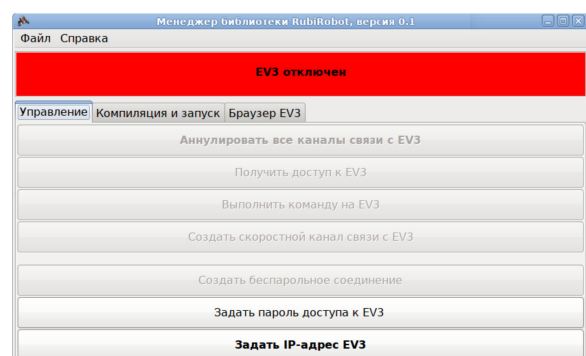 Менеджер библиотеки RubiRobot, версия 0.1
Файл Справка
EV3 отключен
Управление Компиляция и запуск Браузер EV3
Аннулировать все каналы связи с EV3
Получить доступ к EV3
Выполнить команду на EV3
Создать скоростной канал связи с EV3
Создать беспарольное соединение
Задать пароль доступа к EV3
Задать IP-адрес EV3